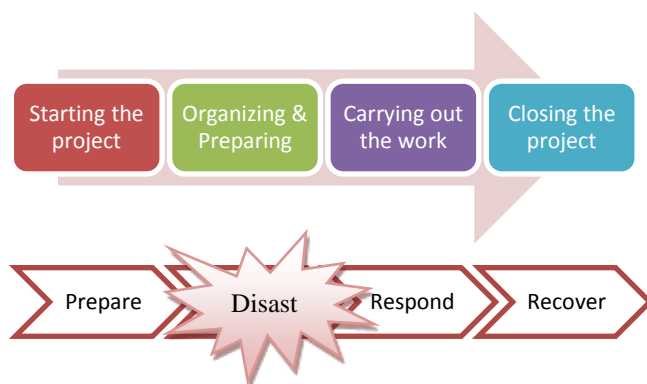 Starting the
project
Organizing &
Preparing
Carrying out
the work
Closing the
project
Prepare
Disast
Respond
Recover